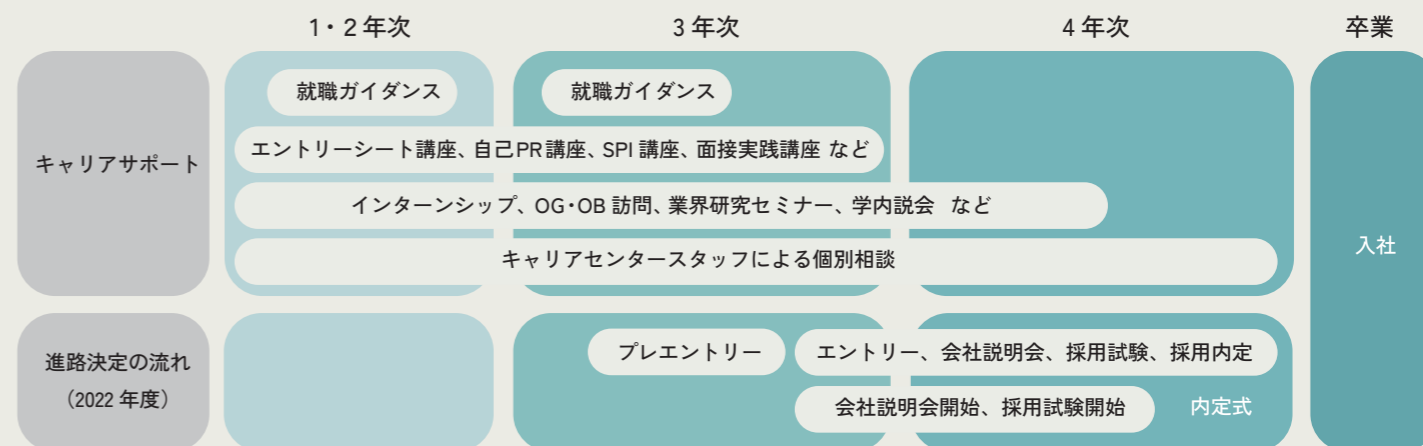 1・2年次
3年次
4年次
卒業
キャリアサポート
就職ガイダンス
就職ガイダンス
エントリーシート講座、自己PR講座、SPI 講座、面接実践講座 など
インターンシップ、OG・OB 訪問、業界研究セミナー、学内説会 など
キャリアセンタースタッフによる個別相談
入社
進路決定の流れ
（2022 年度）
プレエントリー
エントリー、会社説明会、採用試験、採用内定
会社説明会開始、採用試験開始
内定式